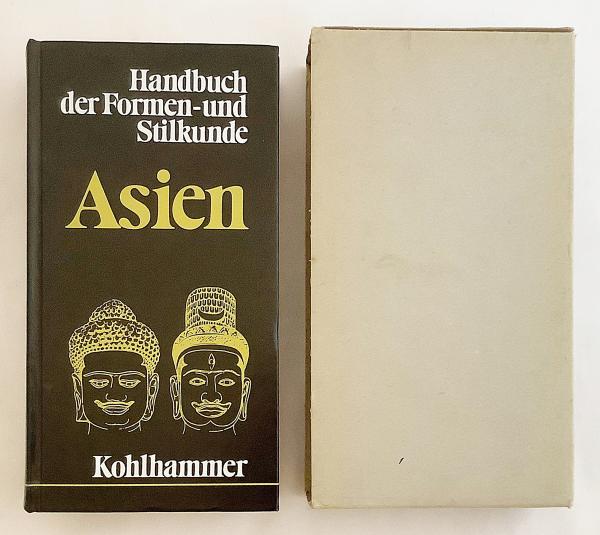 Handbuch
der Formen-und
Stilkunde
Asien
Kohlhammer